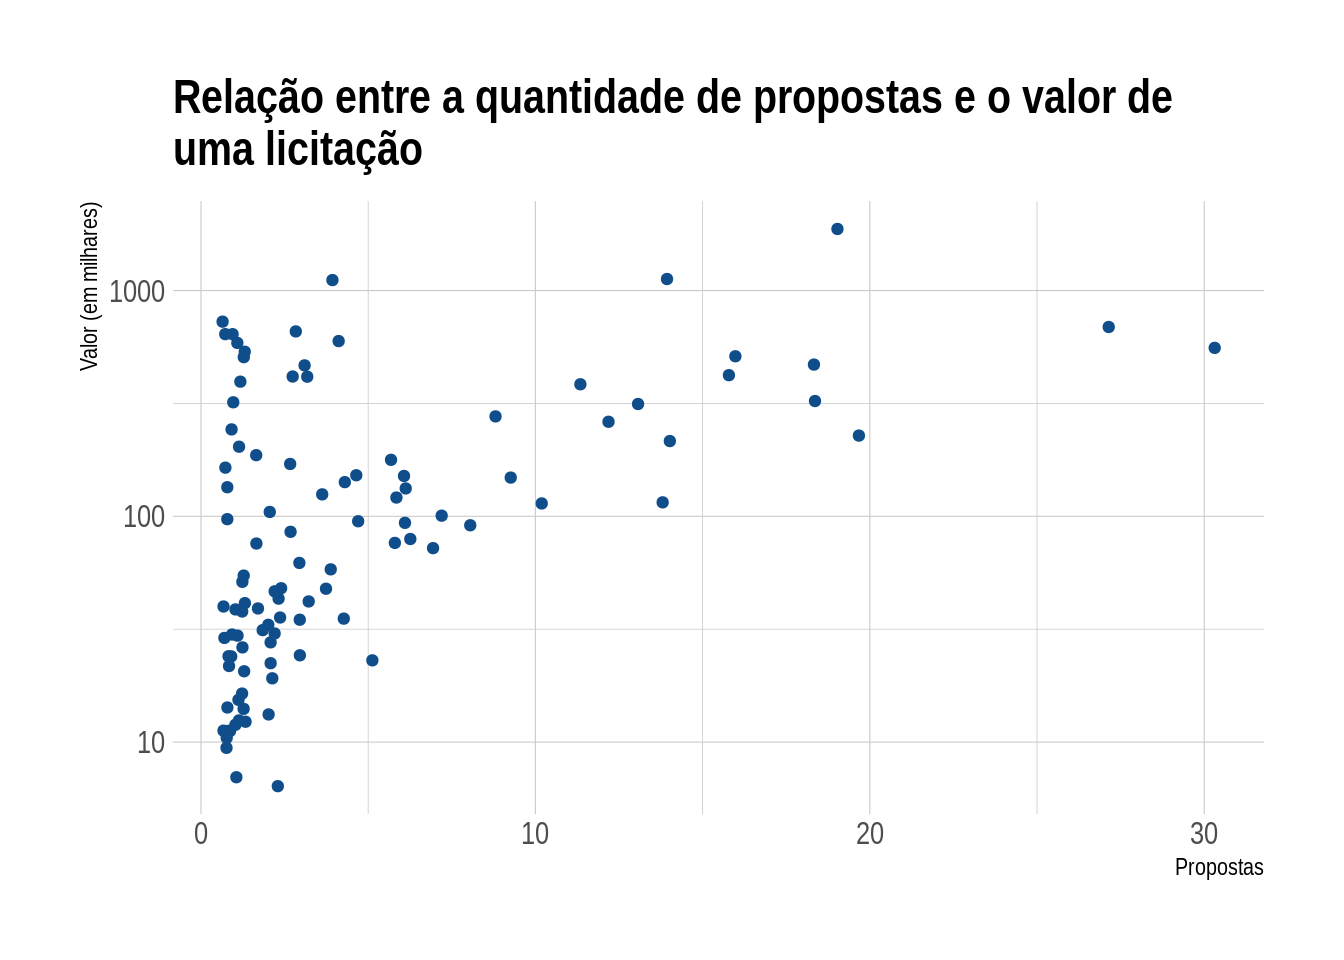 Relação entre a quantidade de propostas e o valor de
uma licitação
Valor (em milhares)
1000
100
10
0
10
20
30
Propostas